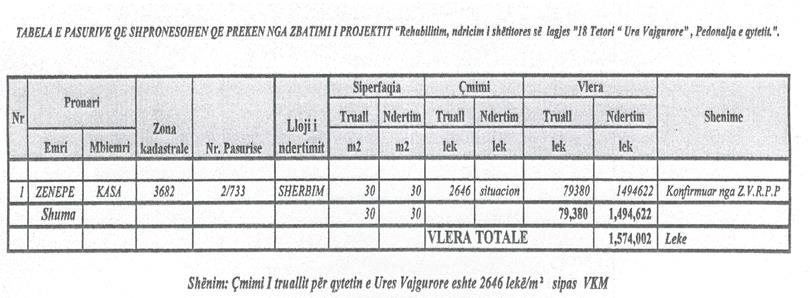 TABELA E PASURIVE QE SHPRONESOHEN QE PREKEN NGA ZBATIMI I PROJEKTIT "Rehabilitim, ndricim i shëtitores së lagjes "18 Tetori " Ura Vajgurore" , Pedonalja e qytetit.".
Nr Pronari Zona kadastrale Nr. Pasurise Lloji i ndertimit Siperfaqia Çmimi Vlera Shenime
Truall Ndertim Truall Ndertim Truall Ndertim
Emri Mbiemri m2 m2 lek lek lek lek
1 ZENEPE KASA 3682 2/733 SHERBIM 30 30 2646 situacion 79380 1494622 Konfirmuar nga Z.V.R.P.P
Shuma 30 30 79,380 1,494,622
VLERA TOTALE 1,574,002 Leke
Shënim: Çmimi I truallit për qytetin e Ures Vajgurore eshte 2646 lekë/m² sipas VKM